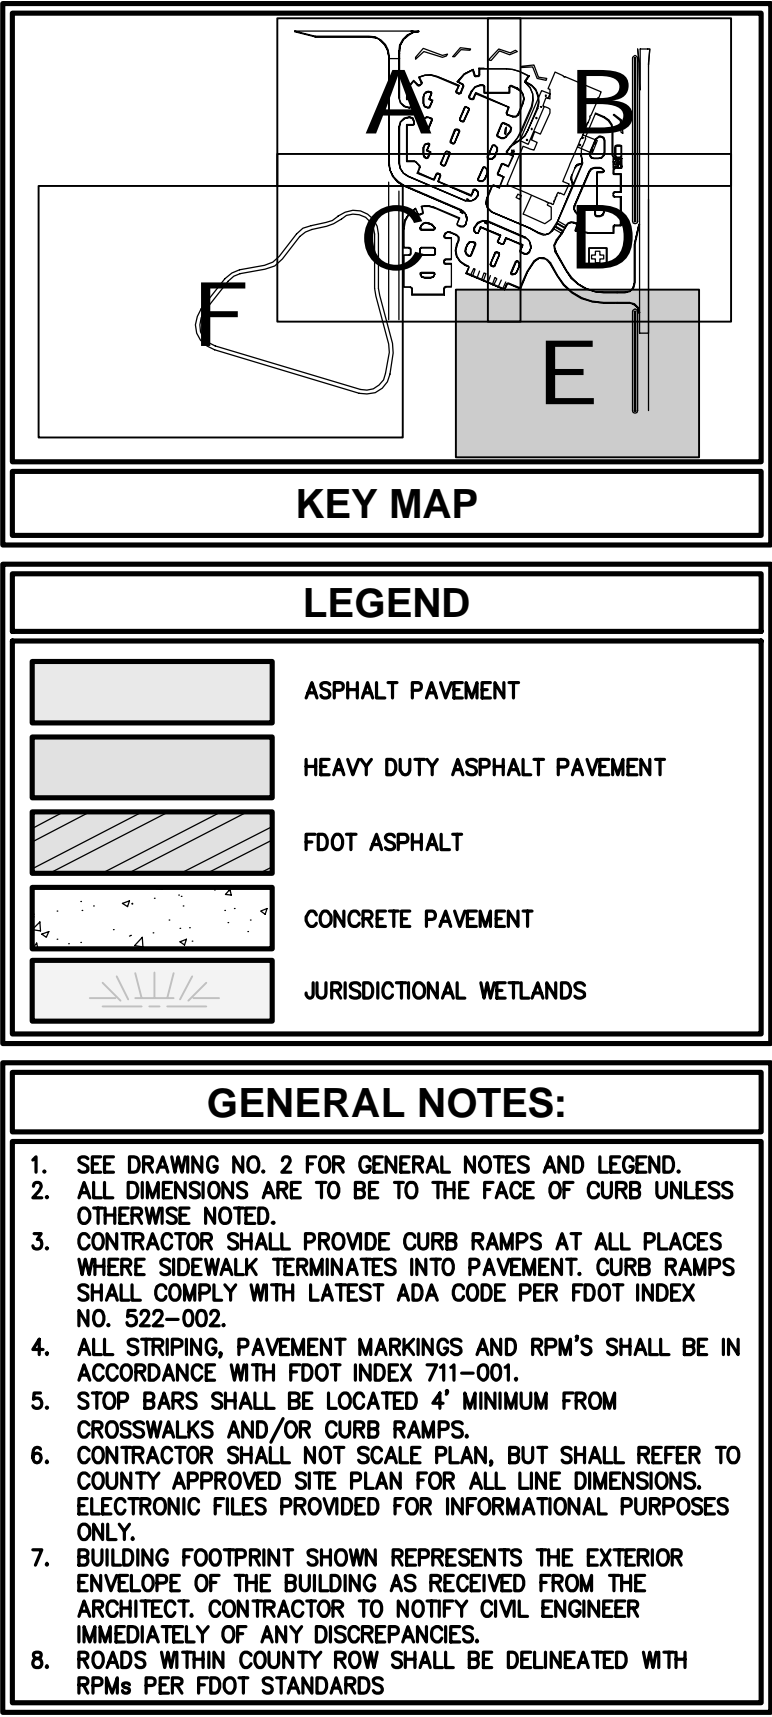 A
B
C
D
F
E
KEY MAP
LEGEND
ASPHALT PAVEMENT
HEAVY DUTY ASPHALT PAVEMENT
FDOT ASPHALT
CONCRETE PAVEMENT
JURISDICTIONAL WETLANDS
GENERAL NOTES:
1. SEE DRAWING NO. 2 FOR GENERAL NOTES AND LEGEND.
2. ALL DIMENSIONS ARE TO BE TO THE FACE OF CURB UNLESS
OTHERWISE NOTED.
3. CONTRACTOR SHALL PROVIDE CURB RAMPS AT ALL PLACES
WHERE SIDEWALK TERMINATES INTO PAVEMENT. CURB RAMPS
SHALL COMPLY WITH LATEST ADA CODE PER FDOT INDEX
NO. 522-002.
4. ALL STRIPING, PAVEMENT MARKINGS AND RPM'S SHALL BE IN
ACCORDANCE WITH FDOT INDEX 711-001.
5. STOP BARS SHALL BE LOCATED 4' MINIMUM FROM
CROSSWALKS AND/OR CURB RAMPS.
6. CONTRACTOR SHALL NOT SCALE PLAN, BUT SHALL REFER TO
COUNTY APPROVED SITE PLAN FOR ALL LINE DIMENSIONS.
ELECTRONIC FILES PROVIDED FOR INFORMATIONAL PURPOSES
ONLY.
7. BUILDING FOOTPRINT SHOWN REPRESENTS THE EXTERIOR
ENVELOPE OF THE BUILDING AS RECEIVED FROM THE
ARCHITECT. CONTRACTOR TO NOTIFY CIVIL ENGINEER
IMMEDIATELY OF ANY DISCREPANCIES.
8. ROADS WITHIN COUNTY ROW SHALL BE DELINEATED WITH
RPMs PER FDOT STANDARDS